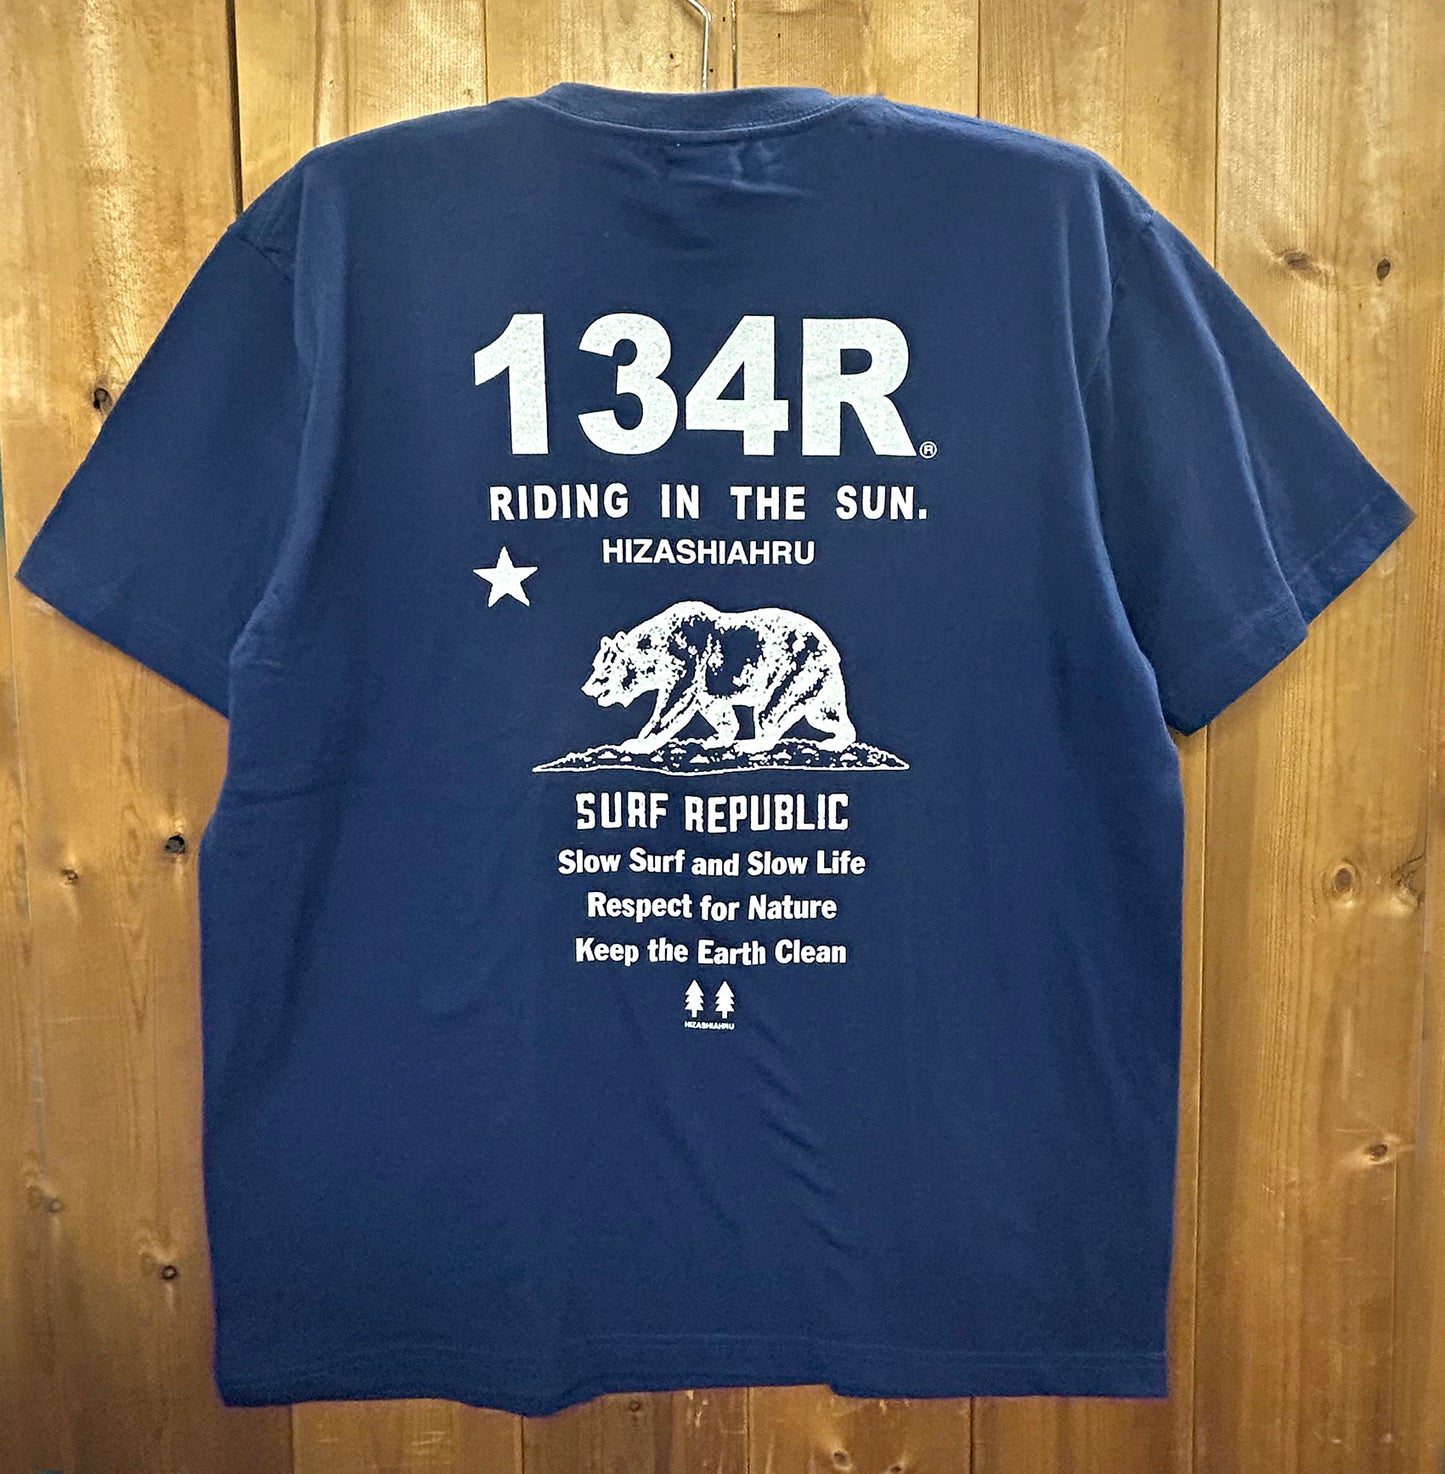 134R®
RIDING IN THE SUN.
HIZASHIAHRU
SURF REPUBLIC
Slow Surf and Slow Life
Respect for Nature
Keep the Earth Clean
HIZASHIAHRU